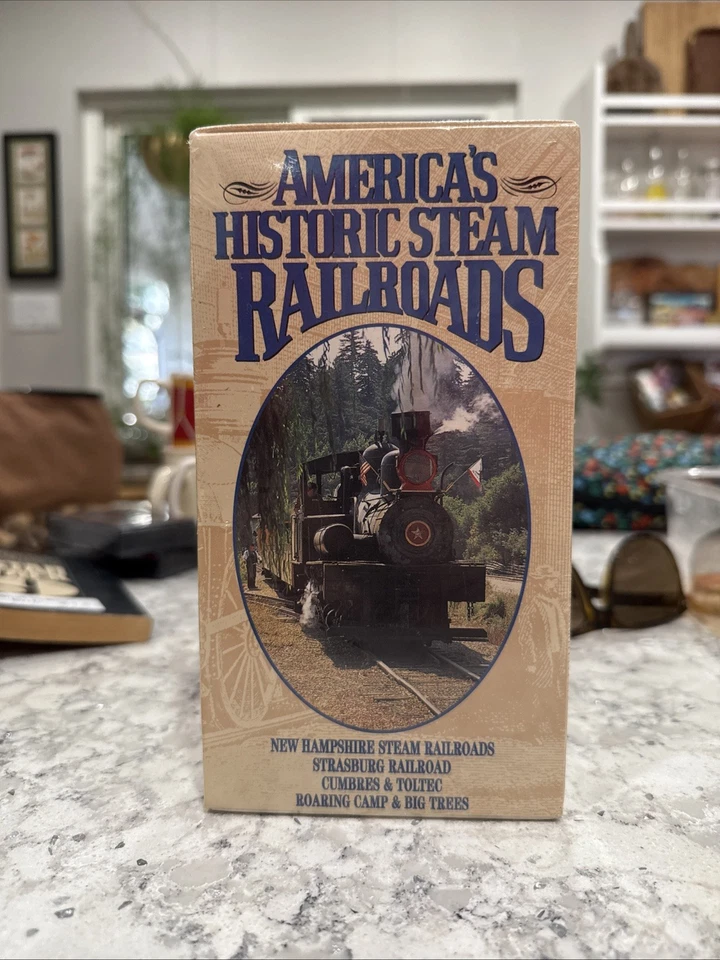 AMERICA'S
HISTORIC STEAM
RAILROADS
NEW HAMPSHIRE STEAM RAILROADS
STRASBURG RAILROAD
CUMBRES & TOLTEC
ROARING CAMP & BIG TREES